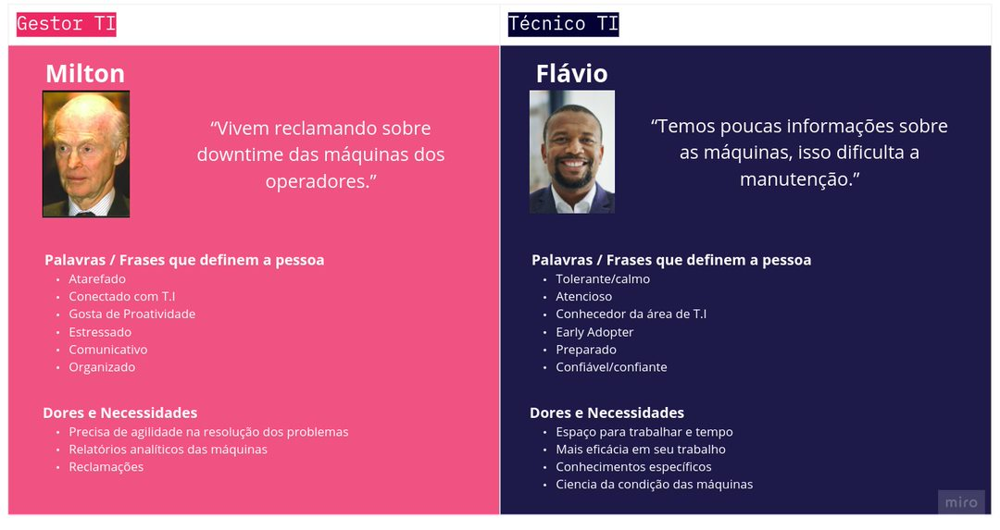 Gestor TI
Milton
“Vivem reclamando sobre
downtime das máquinas dos
operadores.”
Palavras / Frases que definem a pessoa
• Atarefado
• Conectado com T.I
• Gosta de Proatividade
• Estressado
• Comunicativo
• Organizado
Dores e Necessidades
• Precisa de agilidade na resolução dos problemas
• Relatórios analíticos das máquinas
• Reclamações
Técnico TI
Flávio
“Temos poucas informações sobre
as máquinas, isso dificulta a
manutenção.”
Palavras / Frases que definem a pessoa
• Tolerante/calmo
• Atencioso
• Conhecedor da área de T.I
• Early Adopter
• Preparado
• Confiável/confiante
Dores e Necessidades
• Espaço para trabalhar e tempo
• Mais eficácia em seu trabalho
• Conhecimentos específicos
• Ciencia da condição das máquinas
miro